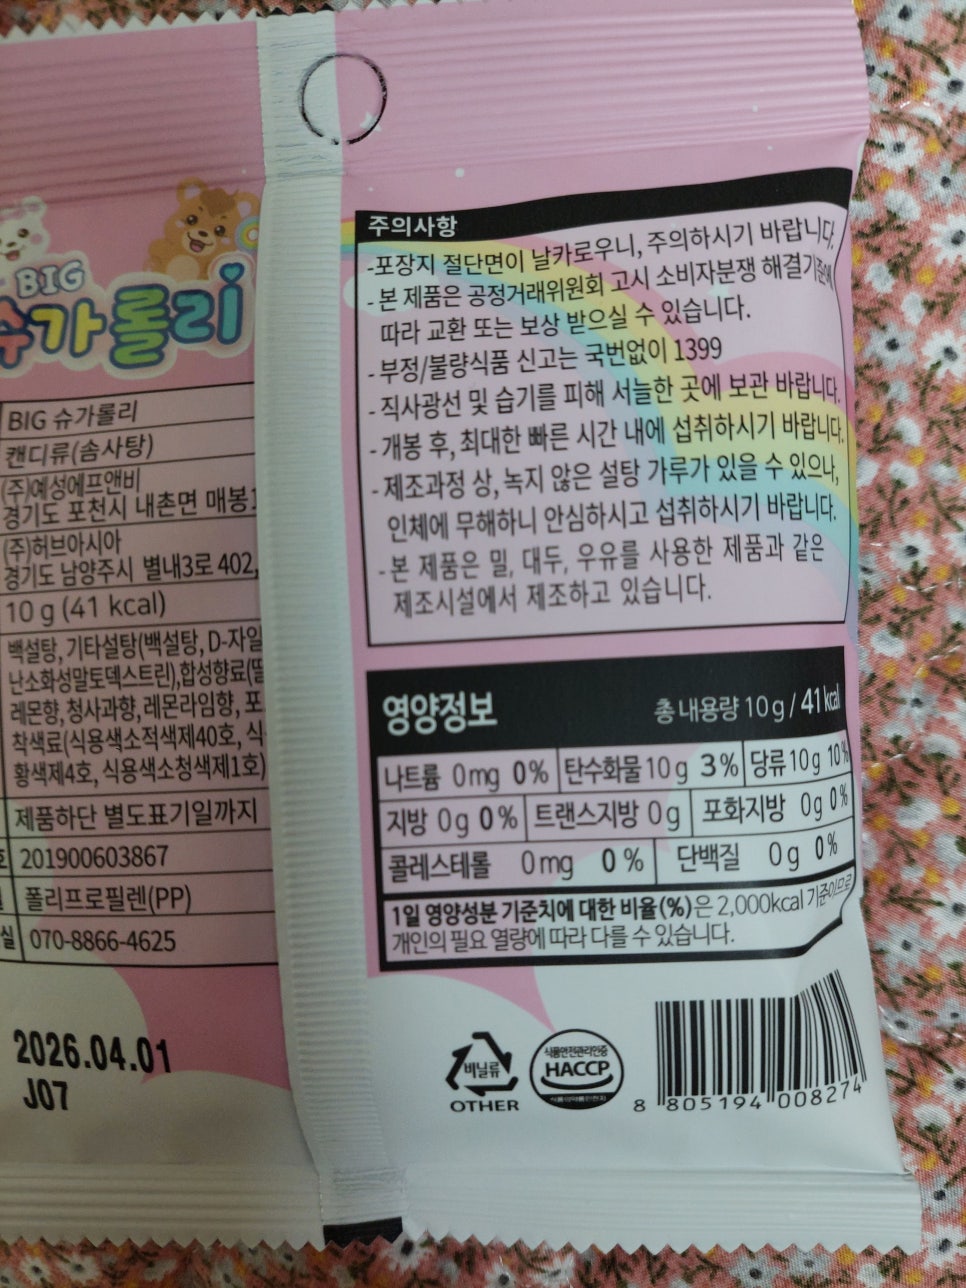 BIG
슈가롤리
BIG 슈가롤리
캔디류(솜사탕)
(주)예성에프앤비
경기도 포천시 내촌면 매봉
(주)허브아시아
경기도 남양주시 별내3로 402,
10 g (41 kcal)
백설탕, 기타설탕(백설탕, D-자일
난소화성말토덱스트린),합성향료(딸
레몬향, 청사과향, 레몬라임향, 포
착색료(식용색소적색제40호, 식
황색제4호, 식용색소청색제1호)
제품하단 별도표기일까지
호 201900603867
폴리프로필렌(PP)
실 070-8866-4625
2026.04.01
J07
주의사항
-포장지 절단면이 날카로우니, 주의하시기 바랍니다.
-본 제품은 공정거래위원회 고시 소비자분쟁 해결기준에
따라 교환 또는 보상 받으실 수 있습니다.
-부정/불량식품 신고는 국번없이 1399
-직사광선 및 습기를 피해 서늘한 곳에 보관 바랍니다.
-개봉 후, 최대한 빠른 시간 내에 섭취하시기 바랍니다.
-제조과정 상, 녹지 않은 설탕 가루가 있을 수 있으나,
인체에 무해하니 안심하시고 섭취하시기 바랍니다.
-본 제품은 밀, 대두, 우유를 사용한 제품과 같은
제조시설에서 제조하고 있습니다.
영양정보 총 내용량 10 g / 41 kcal
나트륨 0mg 0% 탄수화물 10 g 3% 당류 10 g 10%
지방 0g 0% 트랜스지방 0 g 포화지방 0g 0%
콜레스테롤 0 mg 0 % 단백질 0 g 0%
1일 영양성분 기준치에 대한 비율(%)은 2,000kcal 기준이므로
개인의 필요 열량에 따라 다를 수 있습니다.
비닐류
OTHER
식품안전관리인증
HACCP
8 805194 008274